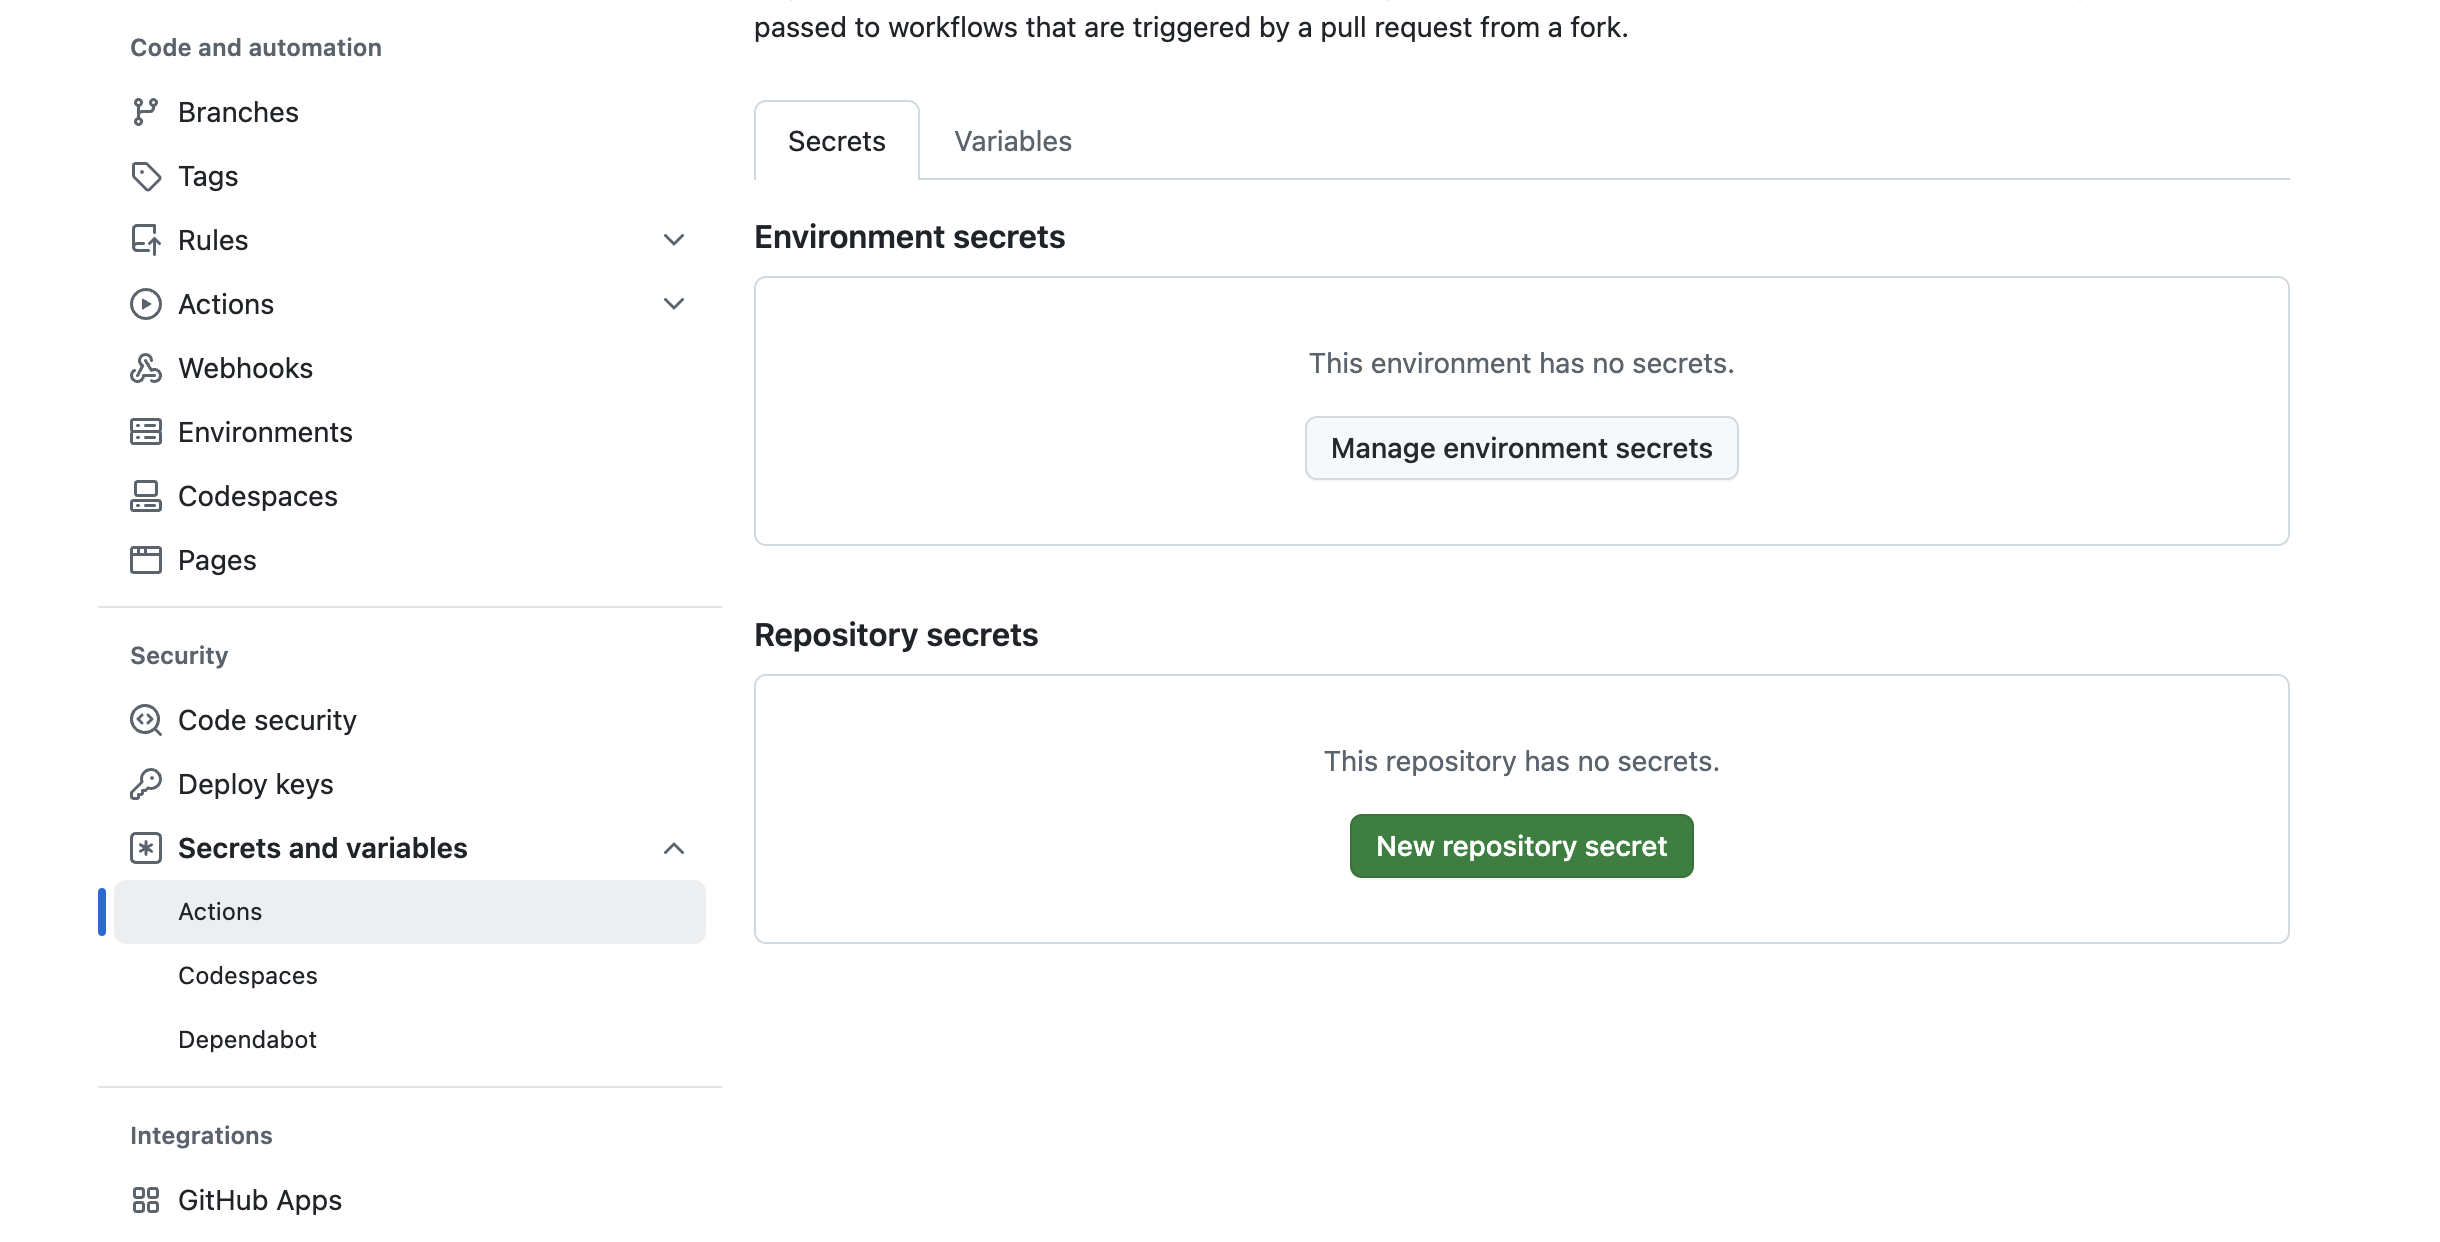 Code and automation
Branches
Tags
Rules
Actions
Webhooks
Environments
Codespaces
Pages
Security
Code security
Deploy keys
Secrets and variables
Actions
Codespaces
Dependabot
Integrations
GitHub Apps
passed to workflows that are triggered by a pull request from a fork.
Secrets Variables
Environment secrets
This environment has no secrets.
Manage environment secrets
Repository secrets
This repository has no secrets.
New repository secret